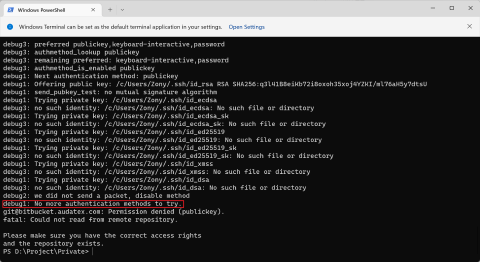 Windows PowerShell
Windows Terminal can be set as the default terminal application in your settings. Open Settings
debug3: preferred publickey,keyboard-interactive,password
debug3: authmethod_lookup publickey
debug3: remaining preferred: keyboard-interactive,password
debug3: authmethod_is_enabled publickey
debug1: Next authentication method: publickey
debug1: Offering public key: /c/Users/Zony/.ssh/id_rsa RSA
debug1: send_pubkey_test: no mutual signature algorithm
debug1: Trying private key: /c/Users/Zony/.ssh/id_ecdsa
debug3: no such identity: /c/Users/Zony/.ssh/id_ecdsa: No such file or directory
debug1: Trying private key: /c/Users/Zony/.ssh/id_ecdsa_sk
debug3: no such identity: /c/Users/Zony/.ssh/id_ecdsa_sk: No such file or directory
debug1: Trying private key: /c/Users/Zony/.ssh/id_ed25519
debug3: no such identity: /c/Users/Zony/.ssh/id_ed25519: No such file or directory
debug1: Trying private key: /c/Users/Zony/.ssh/id_ed25519_sk
debug3: no such identity: /c/Users/Zony/.ssh/id_ed25519_sk: No such file or directory
debug1: Trying private key: /c/Users/Zony/.ssh/id_xmss
debug3: no such identity: /c/Users/Zony/.ssh/id_xmss: No such file or directory
debug1: Trying private key: /c/Users/Zony/.ssh/id_dsa
debug3: no such identity: /c/Users/Zony/.ssh/id_dsa: No such file or directory
debug2: we did not send a packet, disable method
debug1: No more authentication methods to try.
git@bitbucket.audatex.com: Permission denied (publickey).
fatal: Could not read from remote repository.
Please make sure you have the correct access rights
and the repository exists.
PS D:\Project\Private>